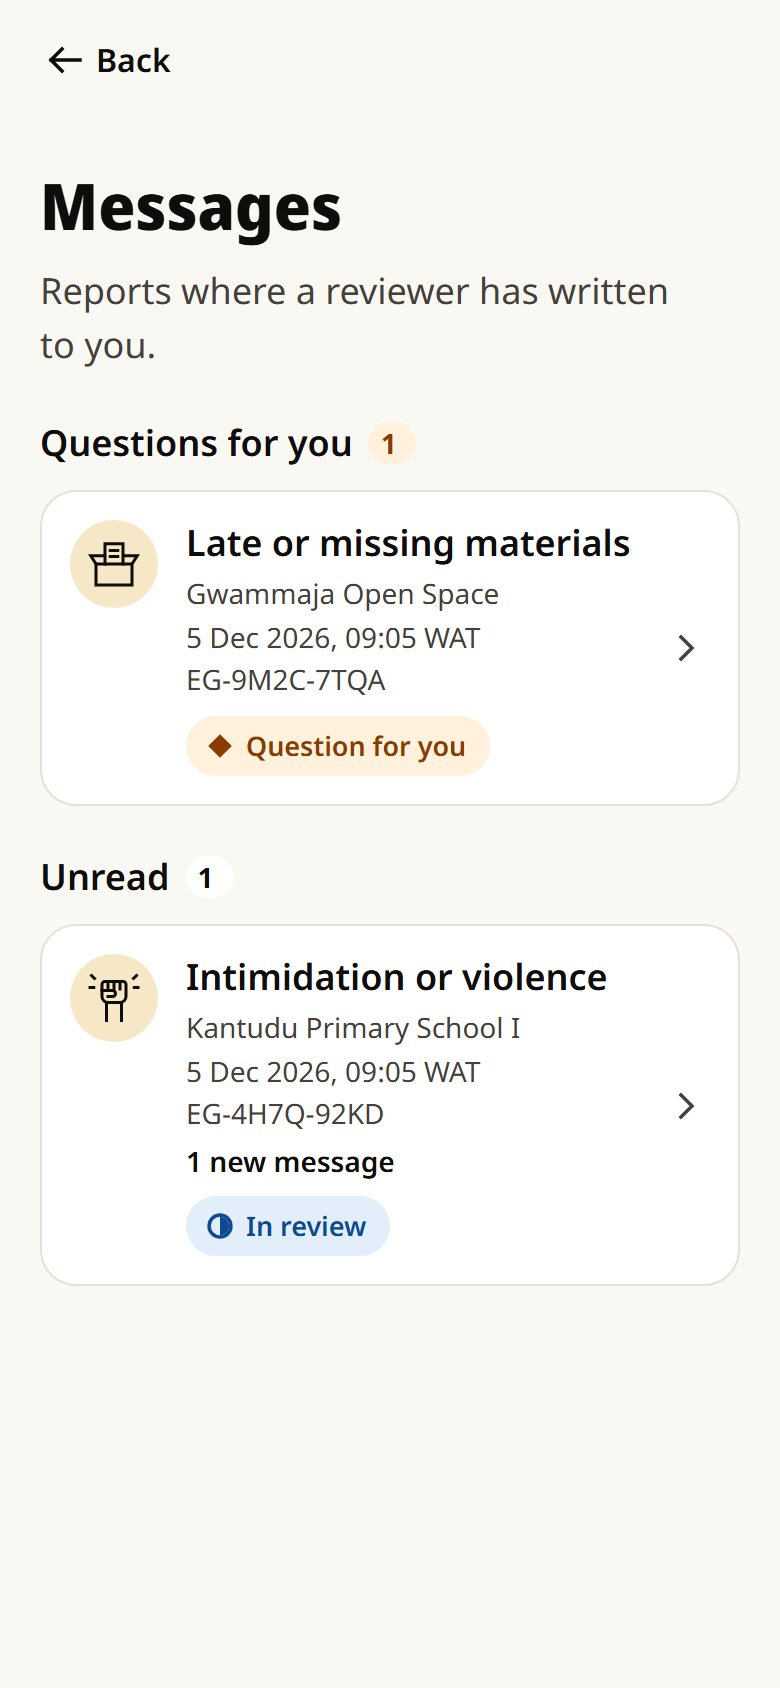 Back
Messages
Reports where a reviewer has written
to you.
Questions for you 1
Late or missing materials
Gwammaja Open Space
5 Dec 2026, 09:05 WAT
EG-9M2C-7TQA
Question for you
Unread 1
Intimidation or violence
Kantudu Primary School I
5 Dec 2026, 09:05 WAT
EG-4H7Q-92KD
1 new message
In review